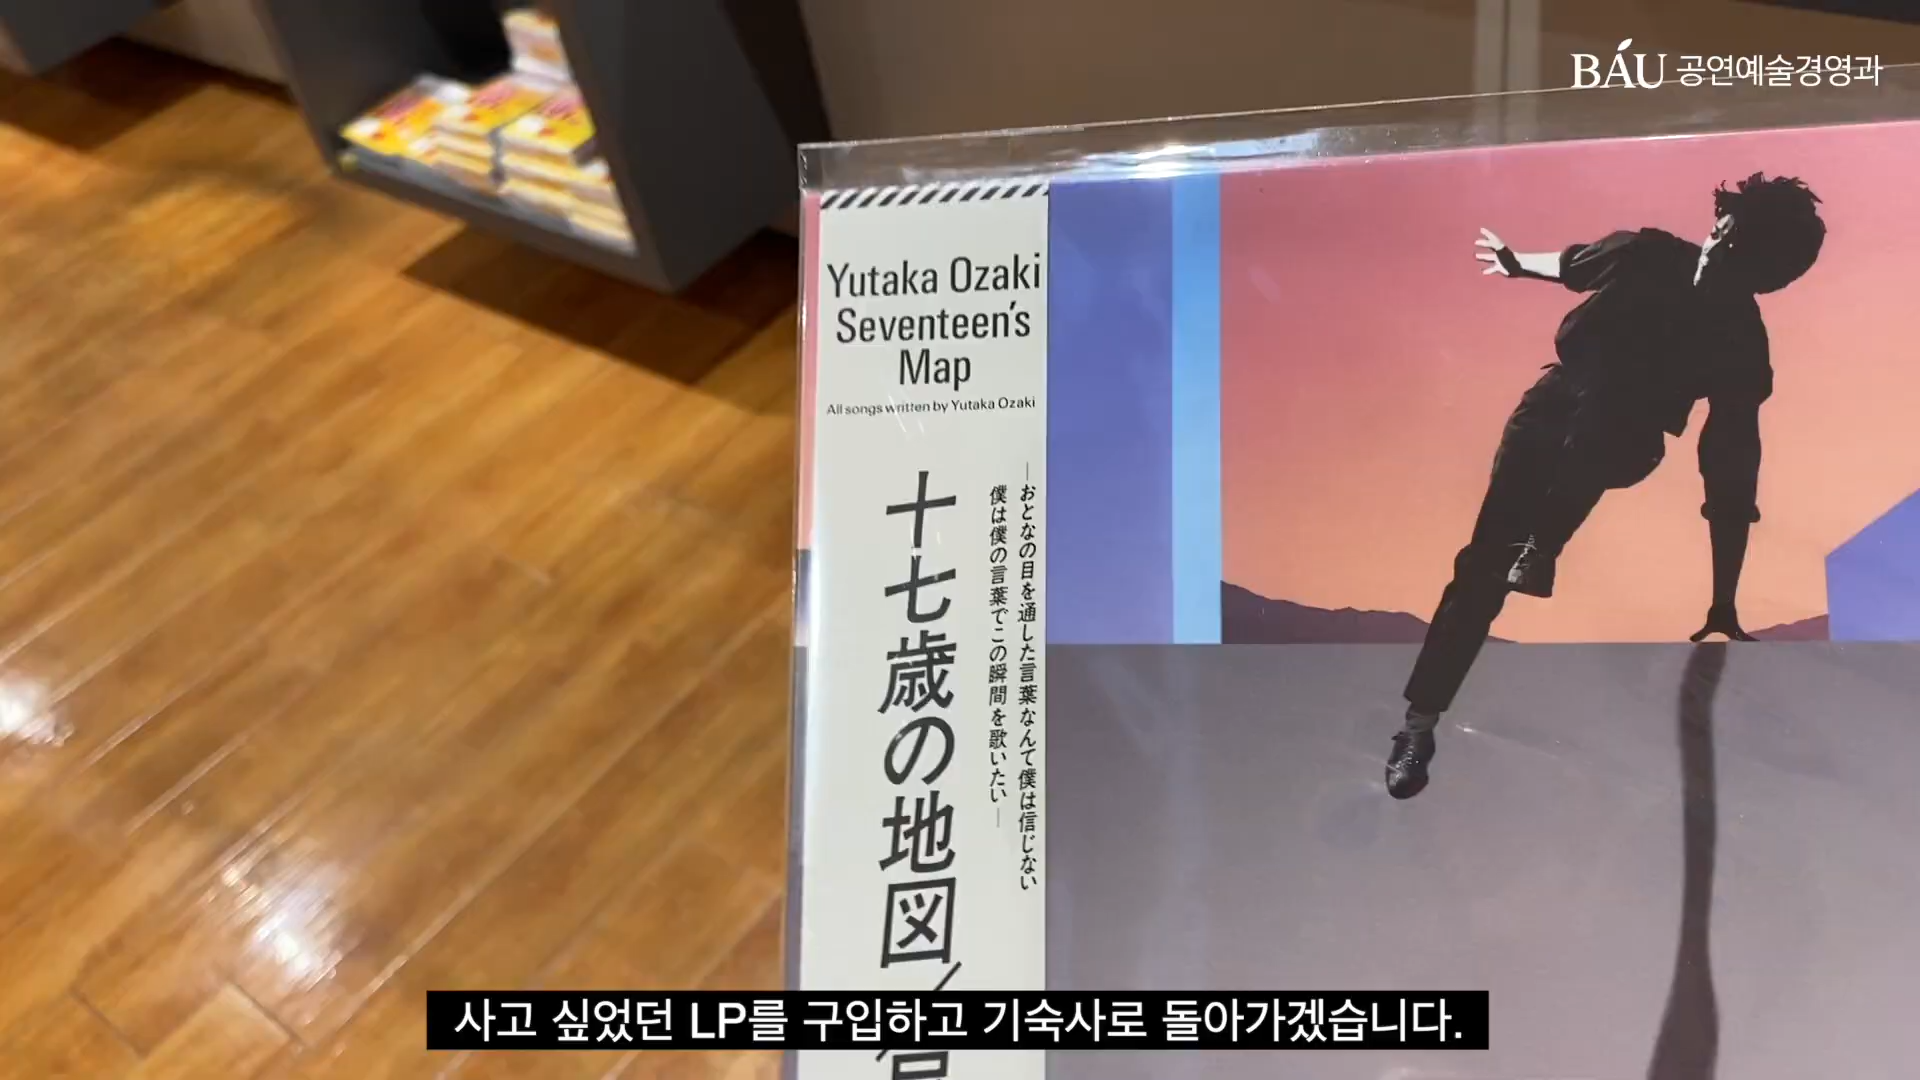 BAU 공연예술경영과
Yutaka Ozaki
Seventeen's
Map
All songs written by Yutaka Ozaki
―おとなの目を通した言葉なんて僕は信じない
僕は僕の言葉でこの瞬間を歌いたい―
十七歳の地図/
사고 싶었던 LP를 구입하고 기숙사로 돌아가겠습니다.